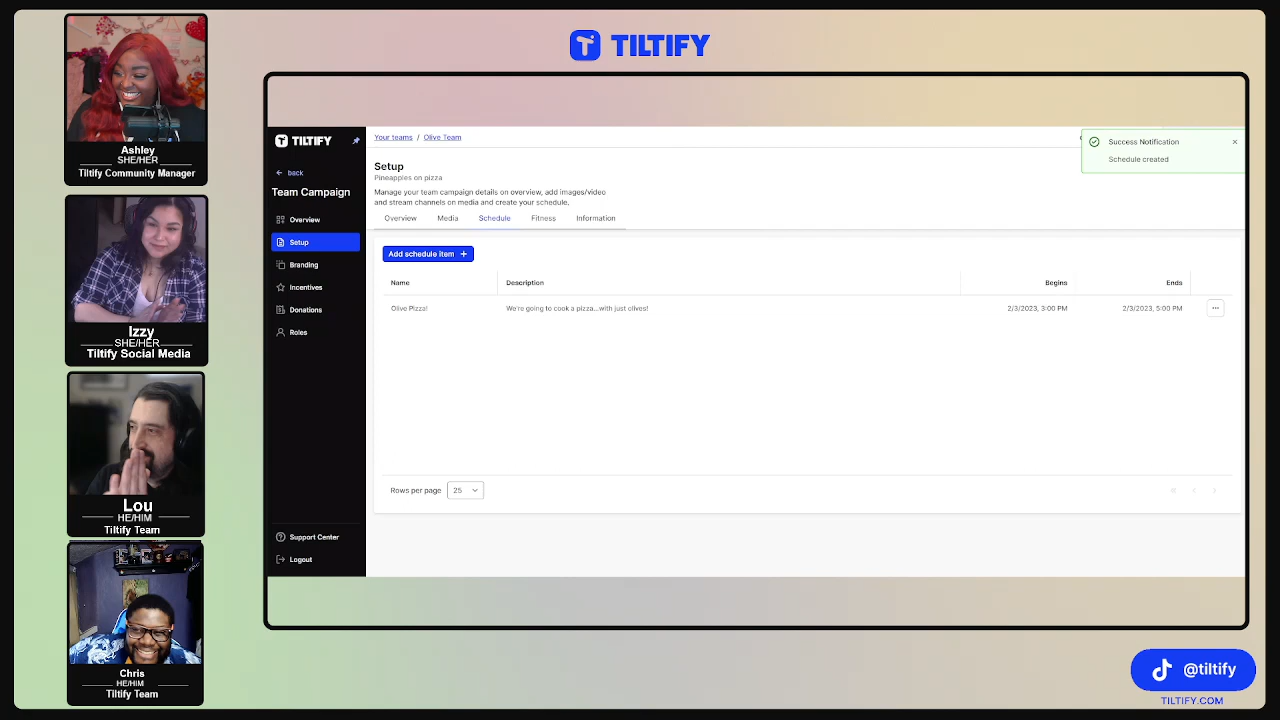 TILTIFY
Ashley
SHE/HER
Tiltify Community Manager
Izzy
SHE/HER
Tiltify Social Media
Lou
HE/HIM
Tiltify Team
Chris
HE/HIM
Tiltify Team
TILTIFY
back
Team Campaign
Overview
Setup
Branding
Incentives
Donations
Roles
Support Center
Logout
Your teams / Olive Team
Setup
Pineapples on pizza
Manage your team campaign details on overview, add images/video
and stream channels on media and create your schedule.
Overview Media Schedule Fitness Information
Success Notification
Schedule created
Add schedule item +
Name Description Begins Ends
Olive Pizza! We're going to cook a pizza...with just olives! 2/3/2023, 3:00 PM 2/3/2023, 5:00 PM
Rows per page 25
@tiltify
TILTIFY.COM